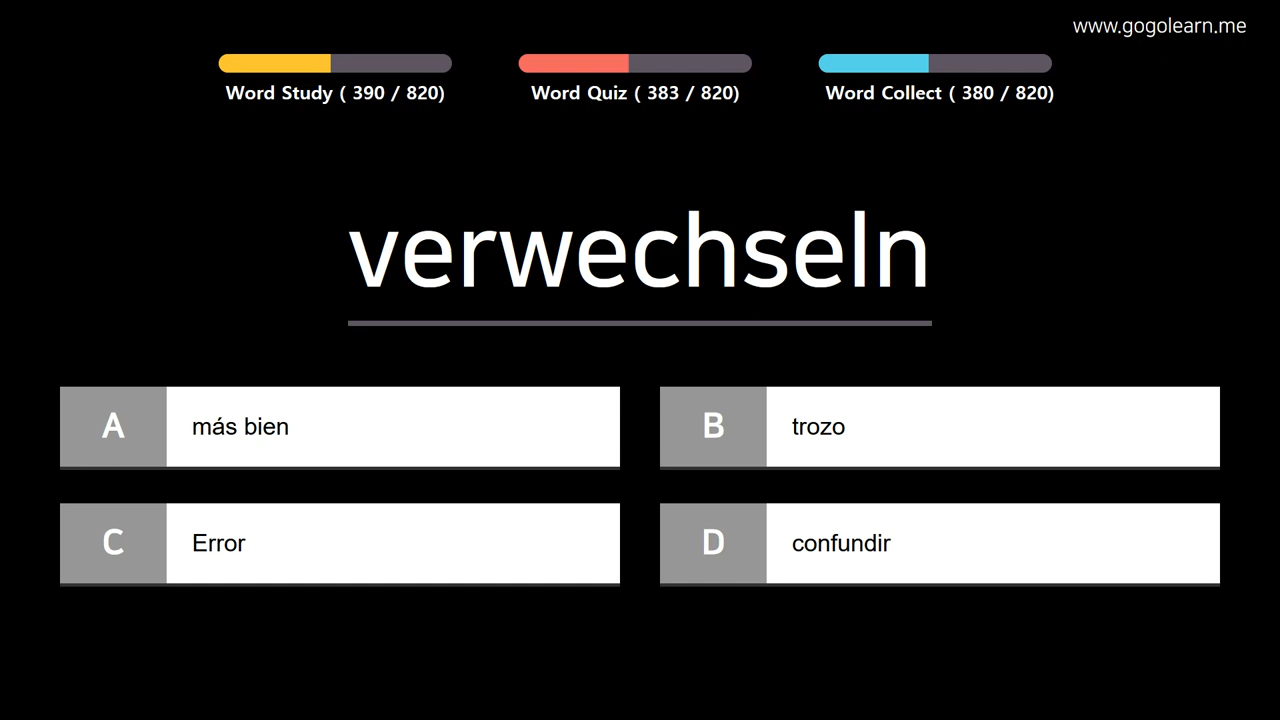 www.gogolearn.me
Word Study ( 390 / 820)
Word Quiz ( 383 / 820)
Word Collect ( 380 / 820)
verwechseln
A más bien
B trozo
C Error
D confundir